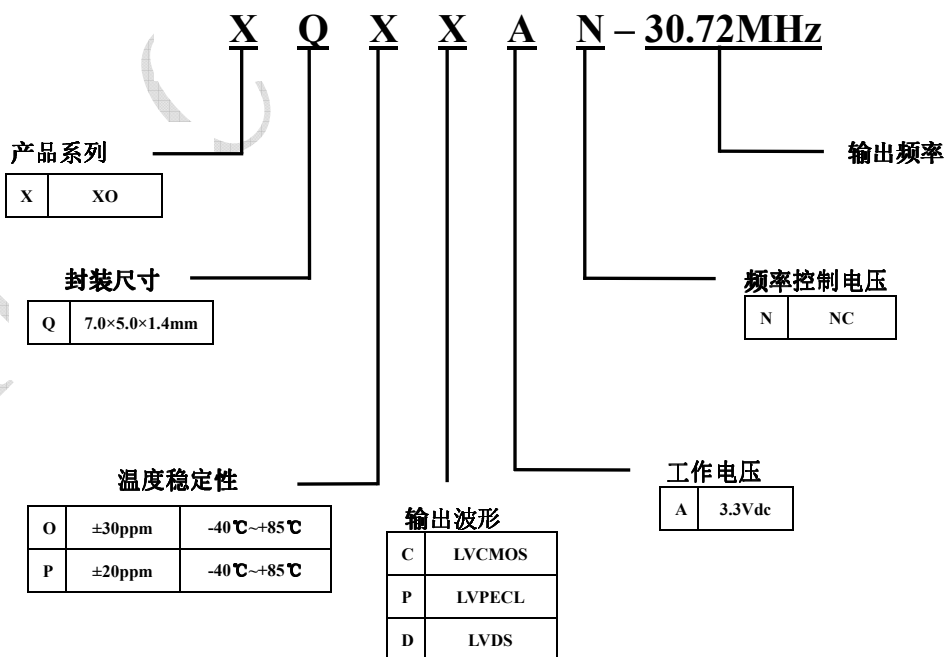 X Q X X A N – 30.72MHz
产品系列
X XO
输出频率
封装尺寸
Q 7.0×5.0×1.4mm
频率控制电压
N NC
温度稳定性
O ±30ppm -40℃~+85℃
P ±20ppm -40℃~+85℃
输出波形
C LVCMOS
P LVPECL
D LVDS
工作电压
A 3.3Vdc